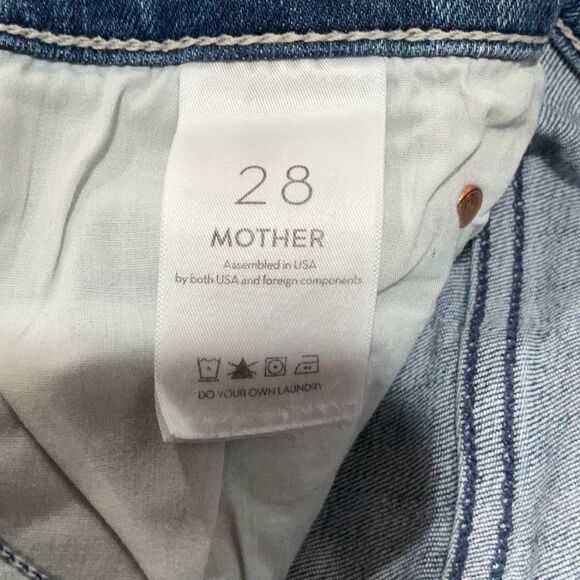 28
MOTHER
Assembled in USA
by both USA and foreign components
DO YOUR OWN LAUNDRY